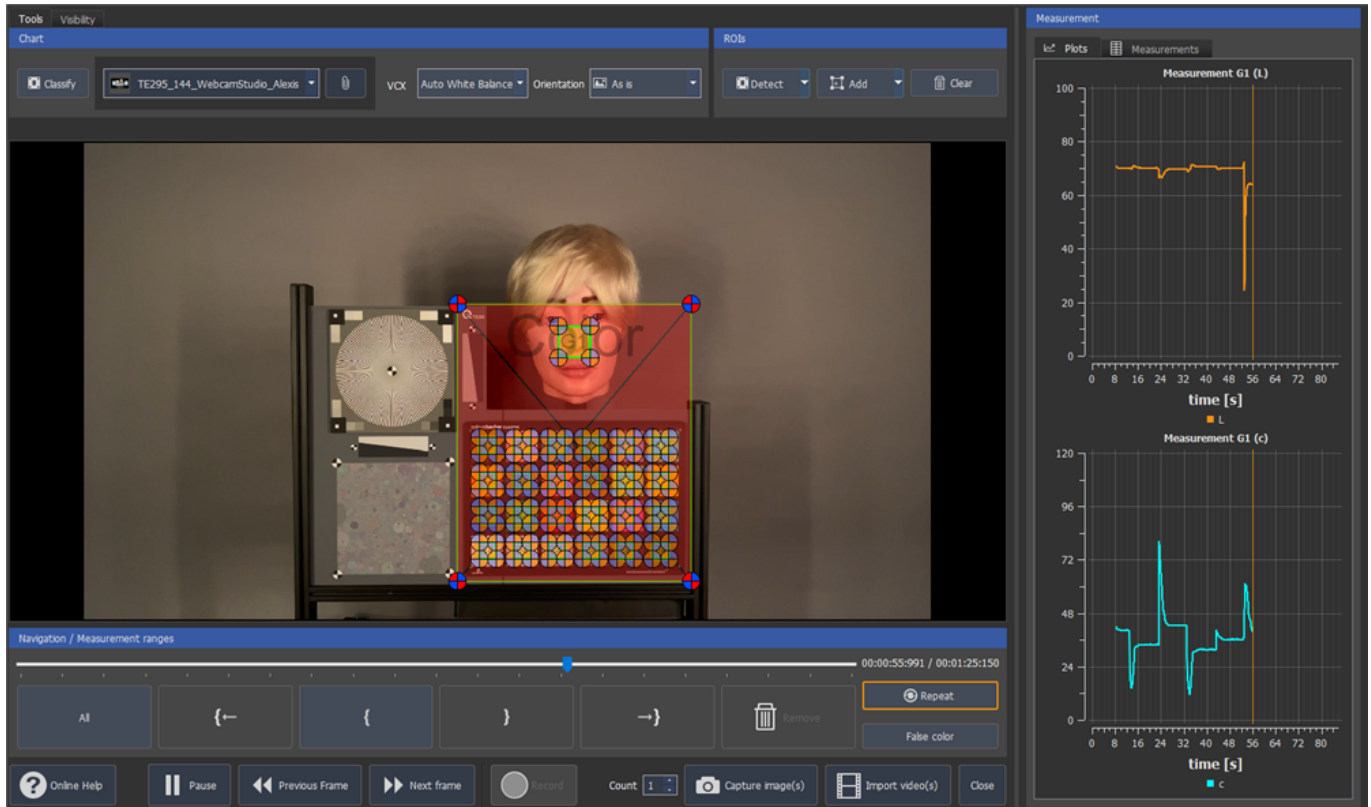 Tools Visibility
Chart
Classify TE295_144_WebcamStudio_Alexis VCX Auto White Balance Orientation As is
ROIs
Detect Add Clear
Color
G1
Navigation / Measurement ranges
00:00:55:991 / 00:01:25:150
All {← { } →} Remove
Repeat
False color
Online Help Pause Previous Frame Next frame Record Count 1 Capture image(s) Import video(s) Close
Measurement
Plots Measurements
Measurement G1 (L)
100
80
60
40
20
0
0 8 16 24 32 40 48 56 64 72 80
time [s]
L
Measurement G1 (c)
120
96
72
48
24
0
0 8 16 24 32 40 48 56 64 72 80
time [s]
c